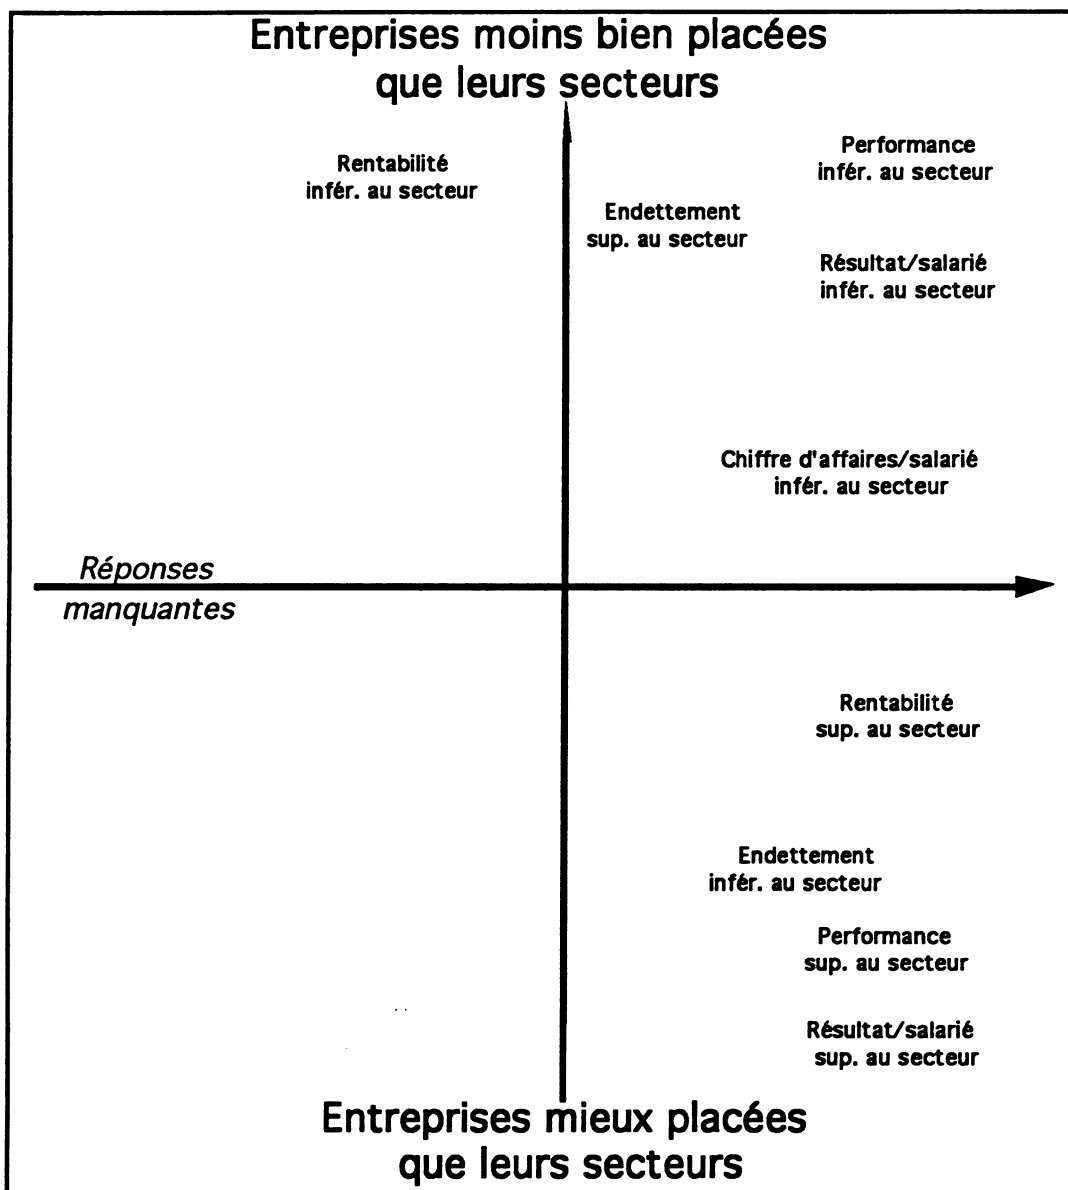 Entreprises moins bien placées
que leurs secteurs
Rentabilité
infér. au secteur
Performance
infér. au secteur
Endettement
sup. au secteur
Résultat/salarié
infér. au secteur
Chiffre d'affaires/salarié
infér. au secteur
Réponses
manquantes
Rentabilité
sup. au secteur
Endettement
infér. au secteur
Performance
sup. au secteur
Résultat/salarié
sup. au secteur
Entreprises mieux placées
que leurs secteurs